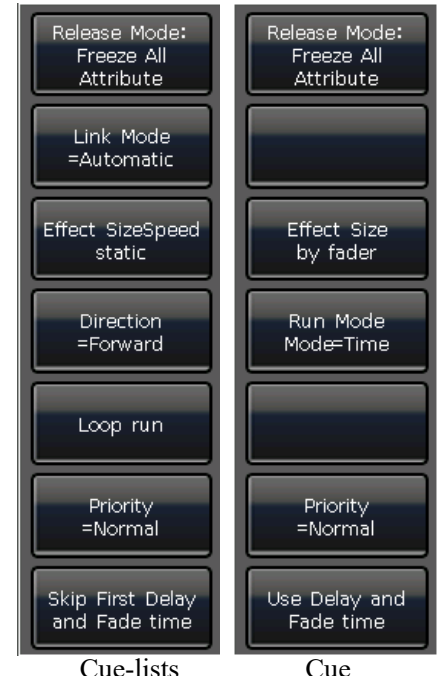 Release Mode:
Freeze All
Attribute
Link Mode
=Automatic
Effect SizeSpeed
static
Direction
=Forward
Loop run
Priority
=Normal
Skip First Delay
and Fade time
Cue-lists
Release Mode:
Freeze All
Attribute
Effect Size
by fader
Run Mode
Mode=Time
Priority
=Normal
Use Delay and
Fade time
Cue